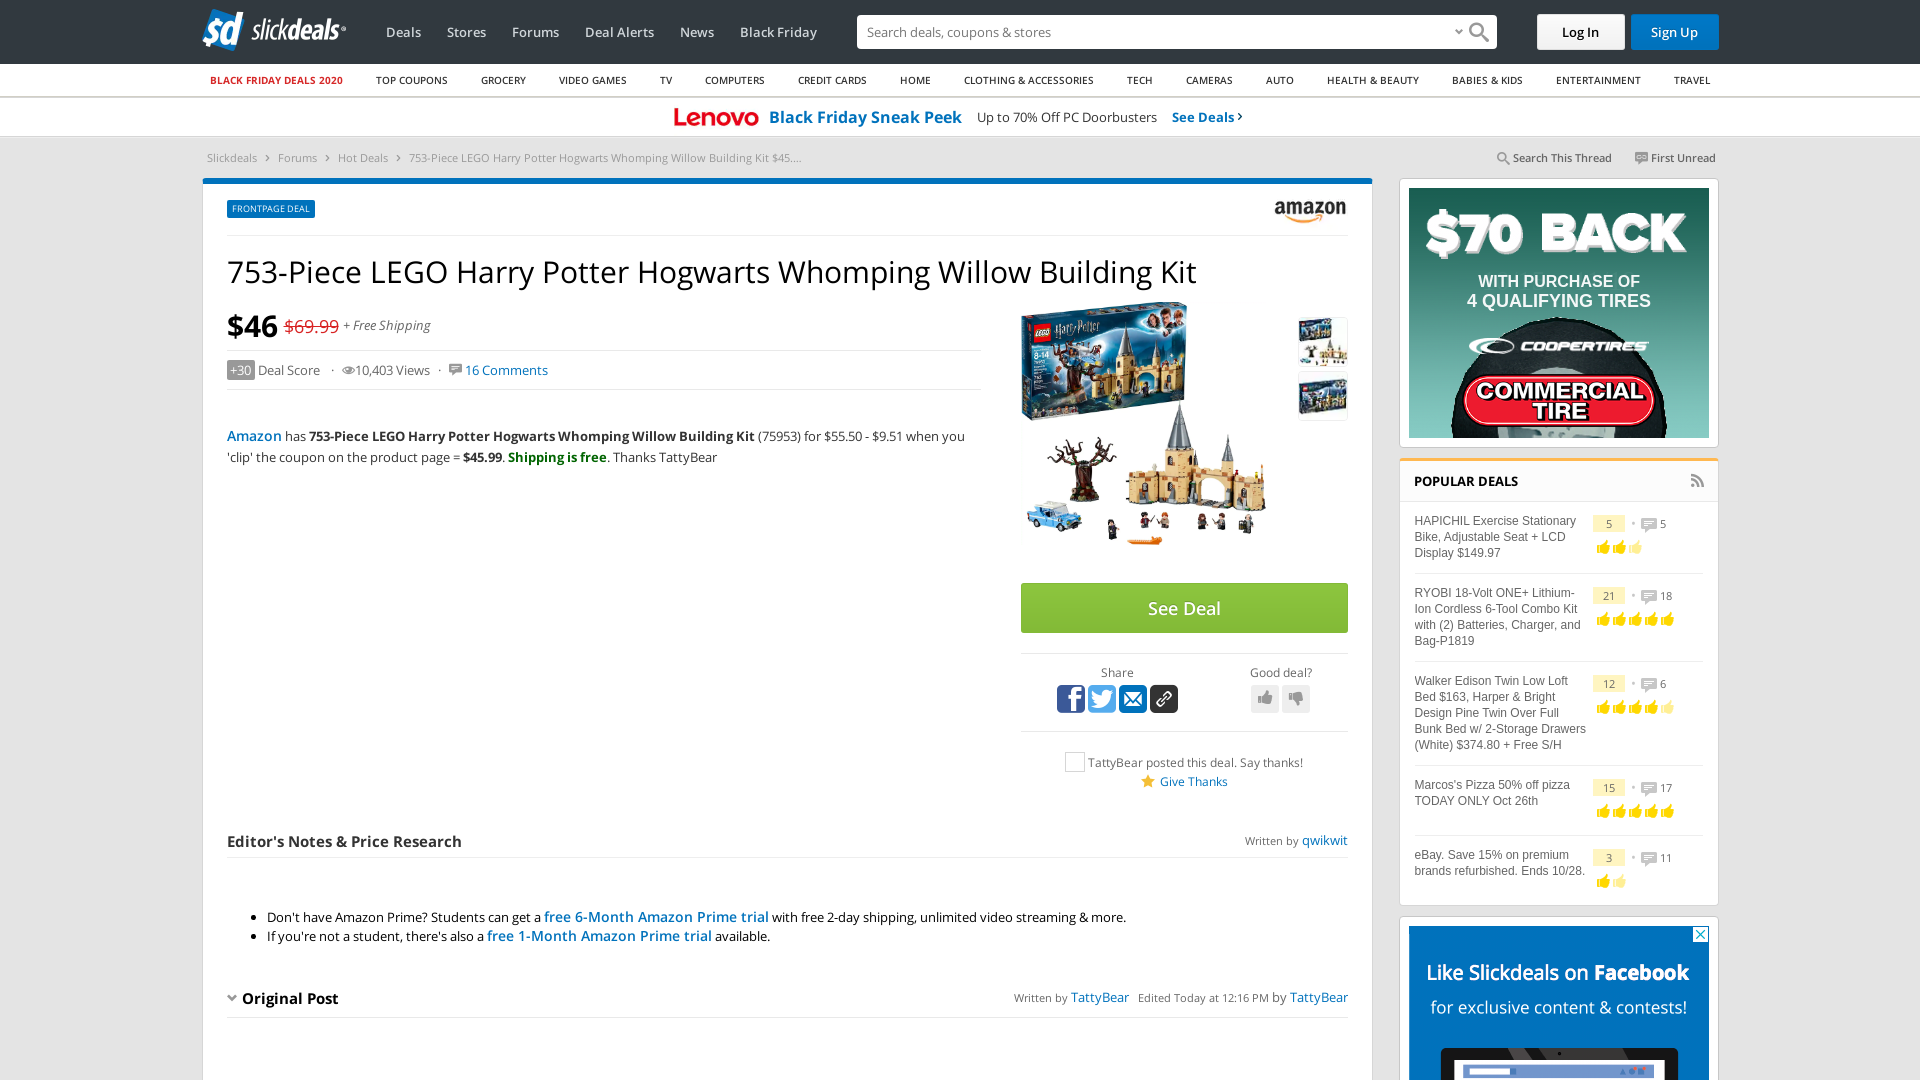 sd slickdeals
Deals Stores Forums Deal Alerts News Black Friday
Search deals, coupons & stores
Log In Sign Up
BLACK FRIDAY DEALS 2020 TOP COUPONS GROCERY VIDEO GAMES TV COMPUTERS CREDIT CARDS HOME CLOTHING & ACCESSORIES TECH CAMERAS AUTO HEALTH & BEAUTY BABIES & KIDS ENTERTAINMENT TRAVEL
Lenovo Black Friday Sneak Peek Up to 70% Off PC Doorbusters See Deals ›
Slickdeals › Forums › Hot Deals › 753-Piece LEGO Harry Potter Hogwarts Whomping Willow Building Kit $45....
Search This Thread First Unread
FRONTPAGE DEAL
amazon
753-Piece LEGO Harry Potter Hogwarts Whomping Willow Building Kit
$46 $69.99 + Free Shipping
+30 Deal Score · 10,403 Views · 16 Comments
Amazon has 753-Piece LEGO Harry Potter Hogwarts Whomping Willow Building Kit (75953) for $55.50 - $9.51 when you
'clip' the coupon on the product page = $45.99. Shipping is free. Thanks TattyBear
LEGO
Harry Potter
8-14
See Deal
Share
Good deal?
TattyBear posted this deal. Say thanks!
Give Thanks
Editor's Notes & Price Research
Written by qwikwit
• Don't have Amazon Prime? Students can get a free 6-Month Amazon Prime trial with free 2-day shipping, unlimited video streaming & more.
• If you're not a student, there's also a free 1-Month Amazon Prime trial available.
Original Post
Written by TattyBear Edited Today at 12:16 PM by TattyBear
$70 BACK
WITH PURCHASE OF
4 QUALIFYING TIRES
COOPERTIRES
COMMERCIAL
TIRE
POPULAR DEALS
HAPICHIL Exercise Stationary
Bike, Adjustable Seat + LCD
Display $149.97
5 • 5
RYOBI 18-Volt ONE+ Lithium-
Ion Cordless 6-Tool Combo Kit
with (2) Batteries, Charger, and
Bag-P1819
21 • 18
Walker Edison Twin Low Loft
Bed $163, Harper & Bright
Design Pine Twin Over Full
Bunk Bed w/ 2-Storage Drawers
(White) $374.80 + Free S/H
12 • 6
Marcos's Pizza 50% off pizza
TODAY ONLY Oct 26th
15 • 17
eBay. Save 15% on premium
brands refurbished. Ends 10/28.
3 • 11
Like Slickdeals on Facebook
for exclusive content & contests!